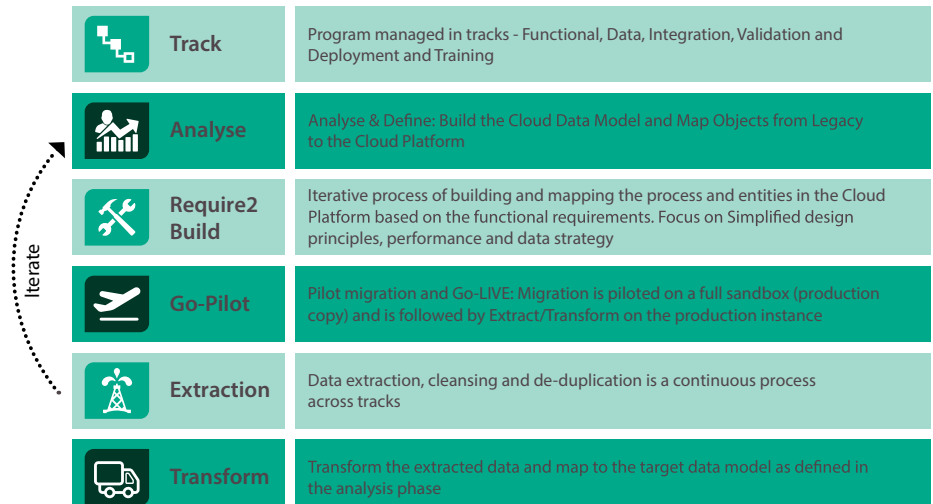 Track
Program managed in tracks - Functional, Data, Integration, Validation and
Deployment and Training
Analyse
Analyse & Define: Build the Cloud Data Model and Map Objects from Legacy
to the Cloud Platform
Require2
Build
Iterative process of building and mapping the process and entities in the Cloud
Platform based on the functional requirements. Focus on Simplified design
principles, performance and data strategy
Iterate
Go-Pilot
Pilot migration and Go-LIVE: Migration is piloted on a full sandbox (production
copy) and is followed by Extract/Transform on the production instance
Extraction
Data extraction, cleansing and de-duplication is a continuous process
across tracks
Transform
Transform the extracted data and map to the target data model as defined in
the analysis phase